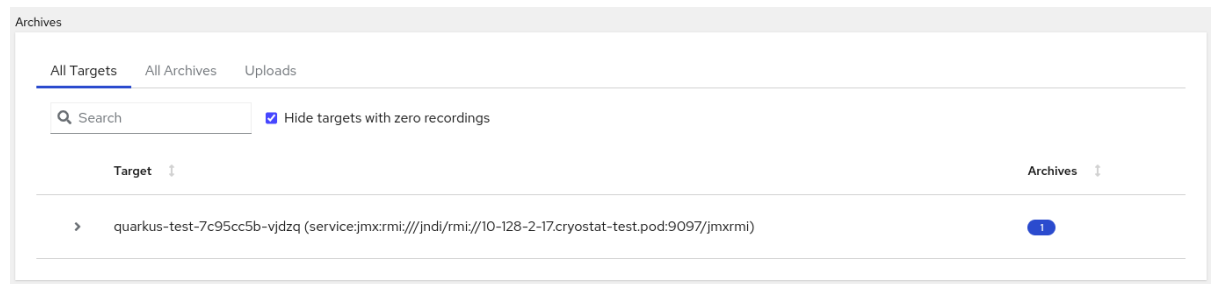 Archives
All Targets All Archives Uploads
Search Hide targets with zero recordings
Target Archives
quarkus-test-7c95cc5b-vjdzq (service:jmx:rmi:///jndi/rmi://10-128-2-17.cryostat-test.pod:9097/jmxrmi) 1